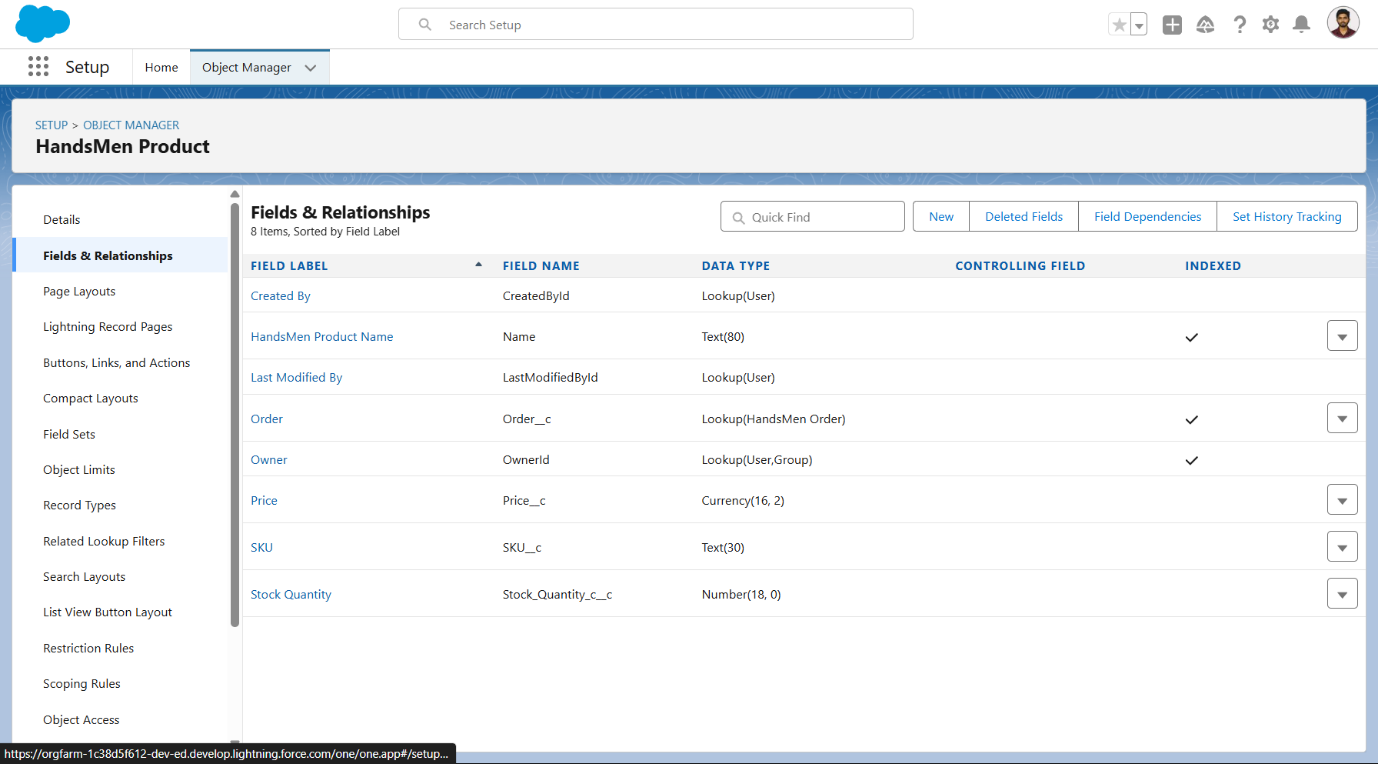 Search Setup
Setup
Home
Object Manager
SETUP > OBJECT MANAGER
HandsMen Product
Details
Fields & Relationships
Page Layouts
Lightning Record Pages
Buttons, Links, and Actions
Compact Layouts
Field Sets
Object Limits
Record Types
Related Lookup Filters
Search Layouts
List View Button Layout
Restriction Rules
Scoping Rules
Object Access
Fields & Relationships
8 Items, Sorted by Field Label
Quick Find
New
Deleted Fields
Field Dependencies
Set History Tracking
FIELD LABEL FIELD NAME DATA TYPE CONTROLLING FIELD INDEXED
Created By CreatedById Lookup(User)
HandsMen Product Name Name Text(80)
Last Modified By LastModifiedById Lookup(User)
Order Order__c Lookup(HandsMen Order)
Owner OwnerId Lookup(User,Group)
Price Price__c Currency(16, 2)
SKU SKU__c Text(30)
Stock Quantity Stock_Quantity_c__c Number(18, 0)
https://orgfarm-1c38d5f612-dev-ed.develop.lightning.force.com/one/one.app#/setup...